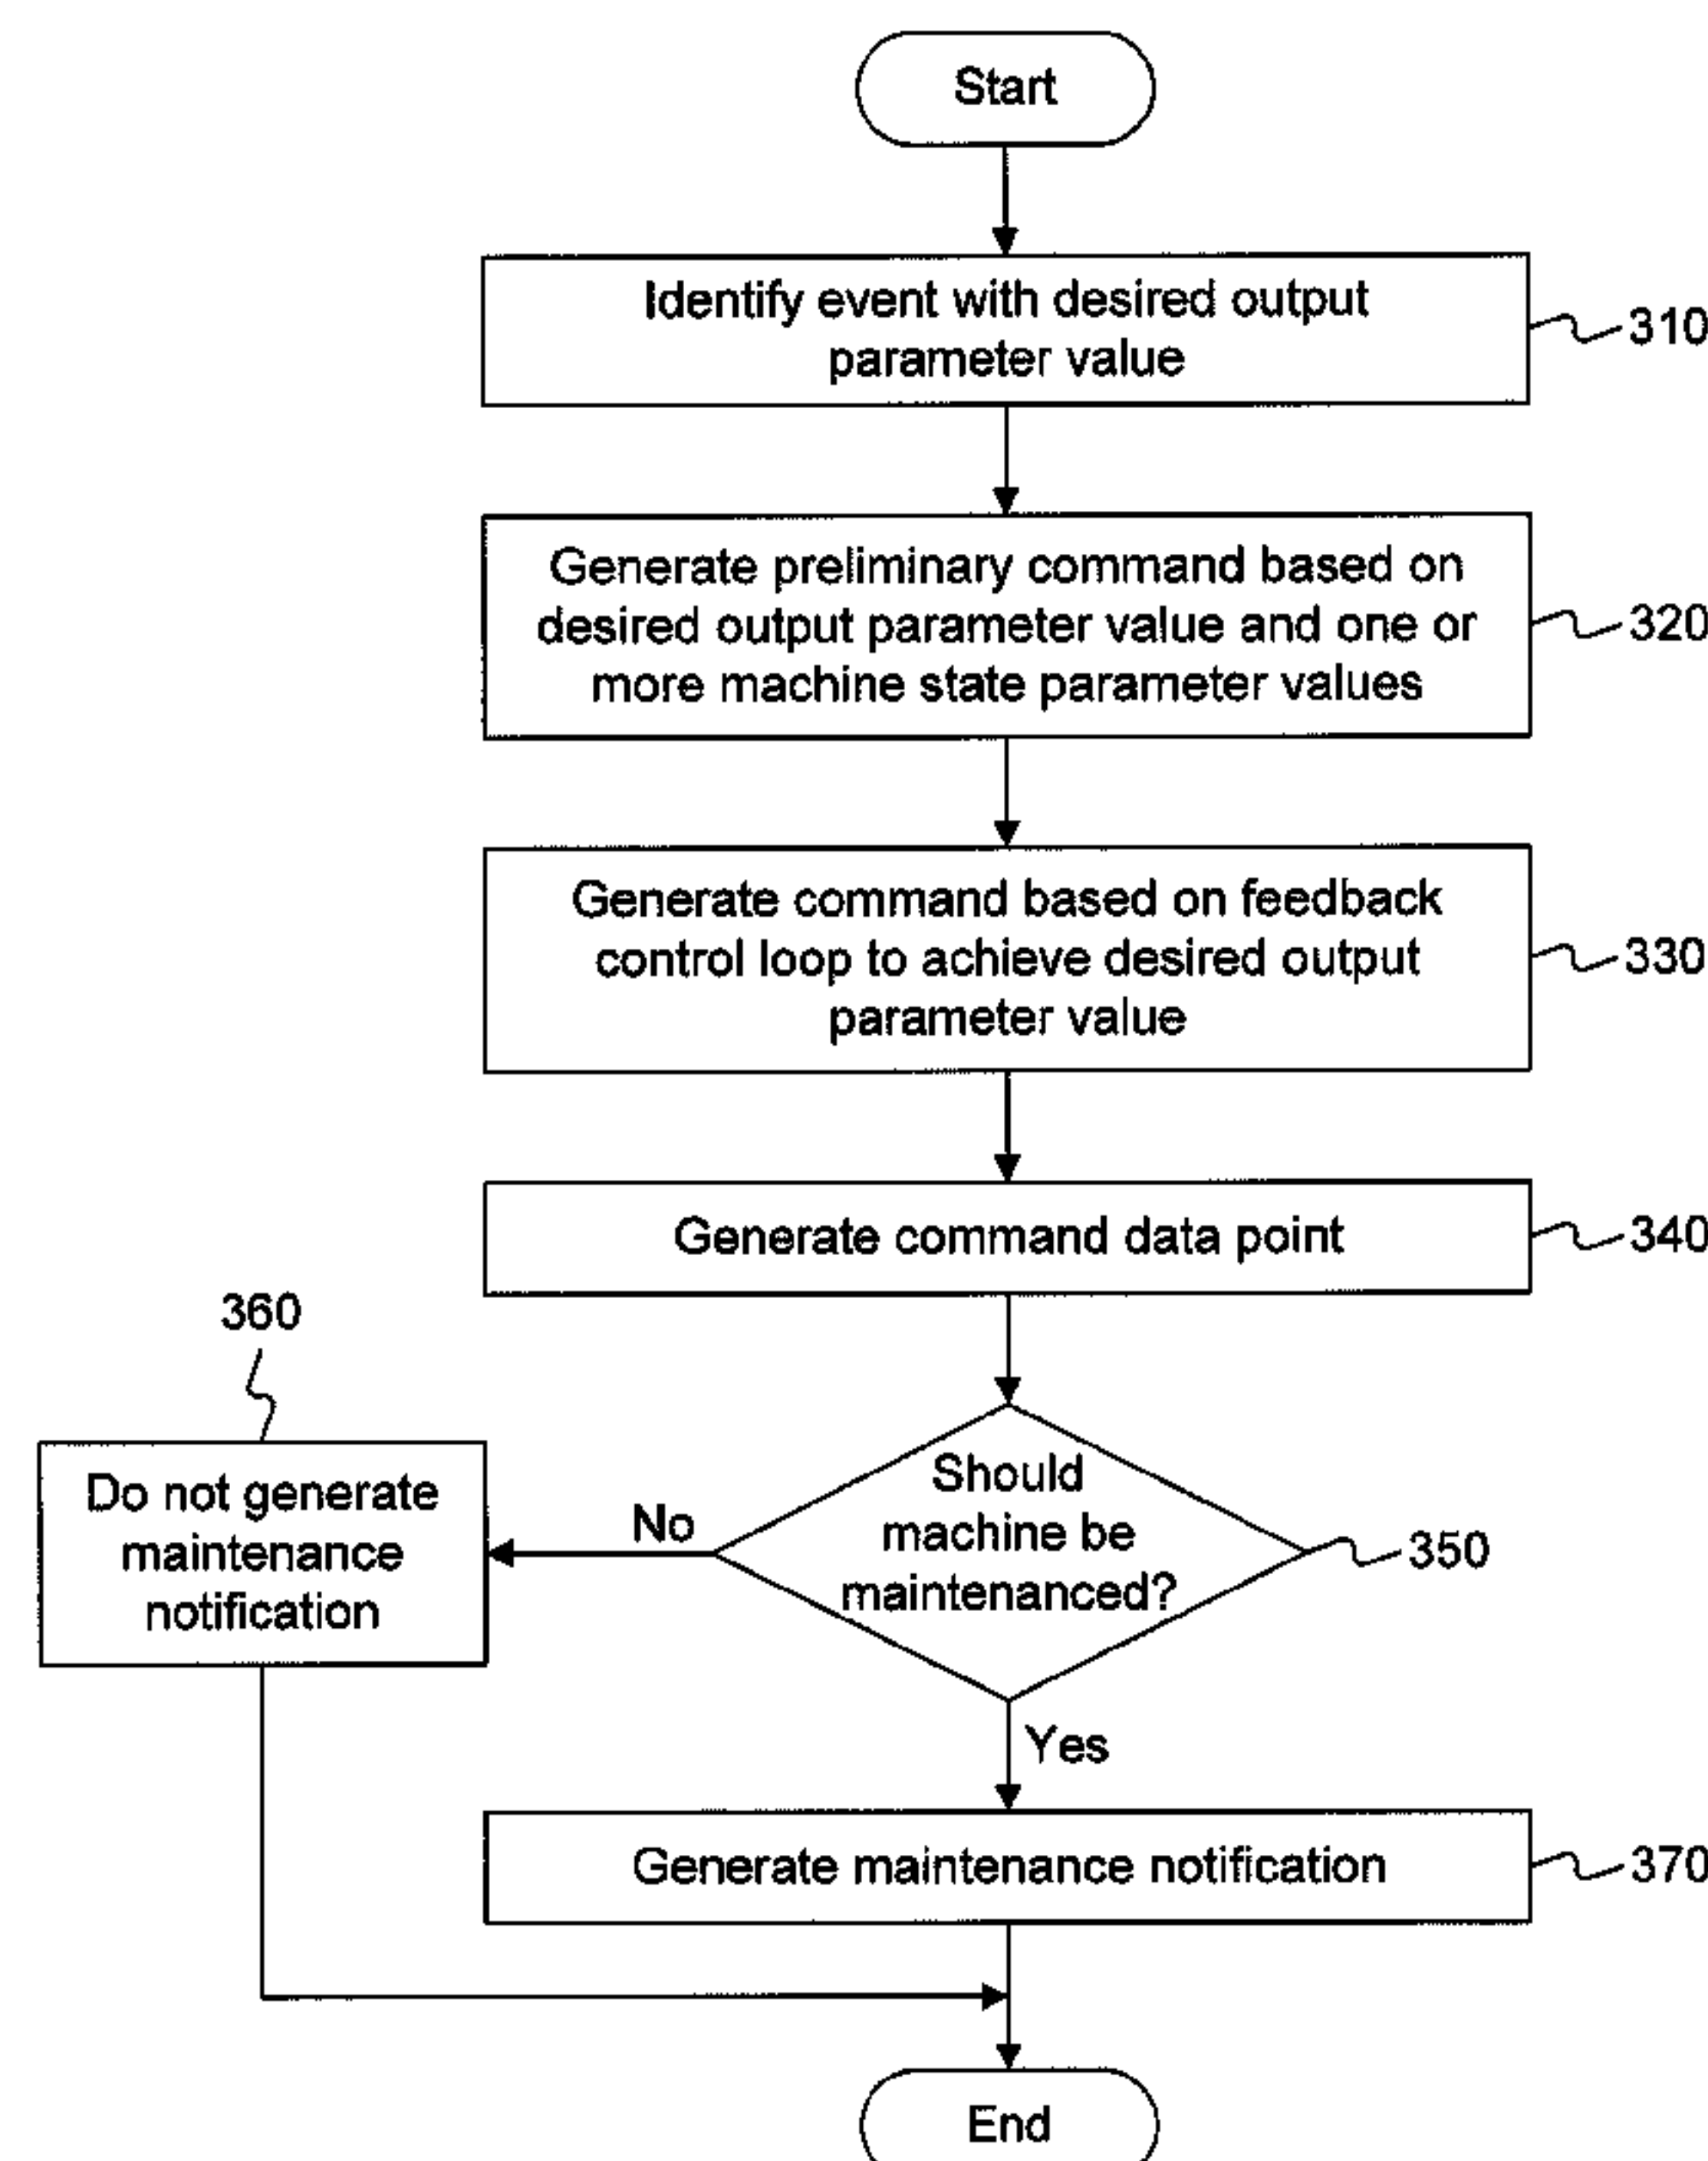 Start
Identify event with desired output
parameter value
310
Generate preliminary command based on
desired output parameter value and one or
more machine state parameter values
320
Generate command based on feedback
control loop to achieve desired output
parameter value
330
Generate command data point
340
360
Do not generate
maintenance
notification
No
Should
machine be
maintenanced?
350
Yes
Generate maintenance notification
370
End